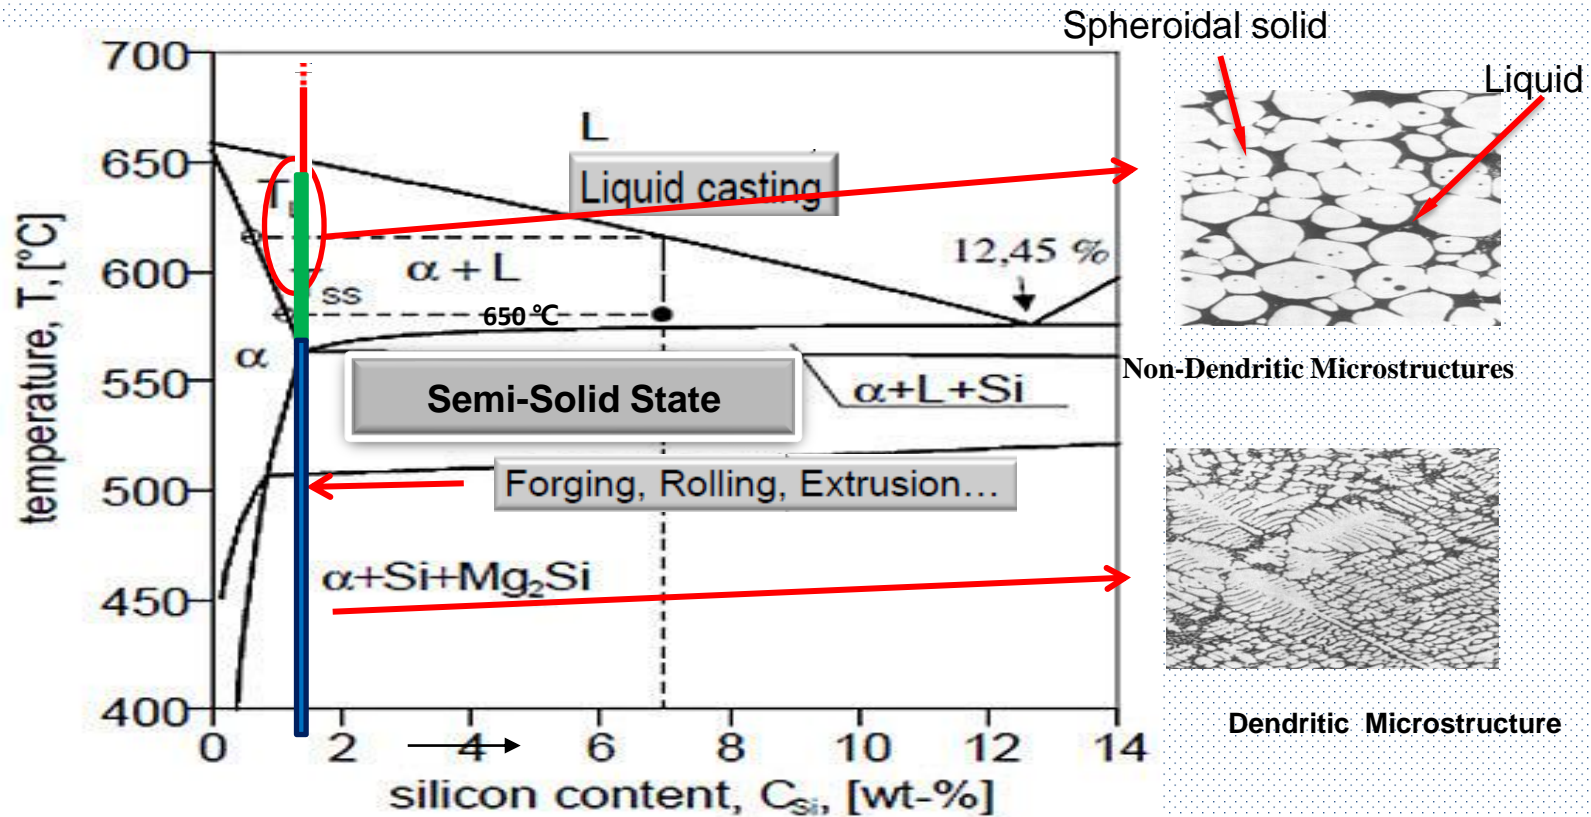 Spheroidal solid
Liquid
temperature, T,[°C]
700
650
600
550
500
450
400
L
Liquid casting
T
α + L
12,45 %
SS
650 ℃
α
Semi-Solid State
α+L+Si
Forging, Rolling, Extrusion…
α+Si+Mg₂Si
0 2 4 6 8 10 12 14
silicon content, C_Si, [wt-%]
Non-Dendritic Microstructures
Dendritic Microstructure